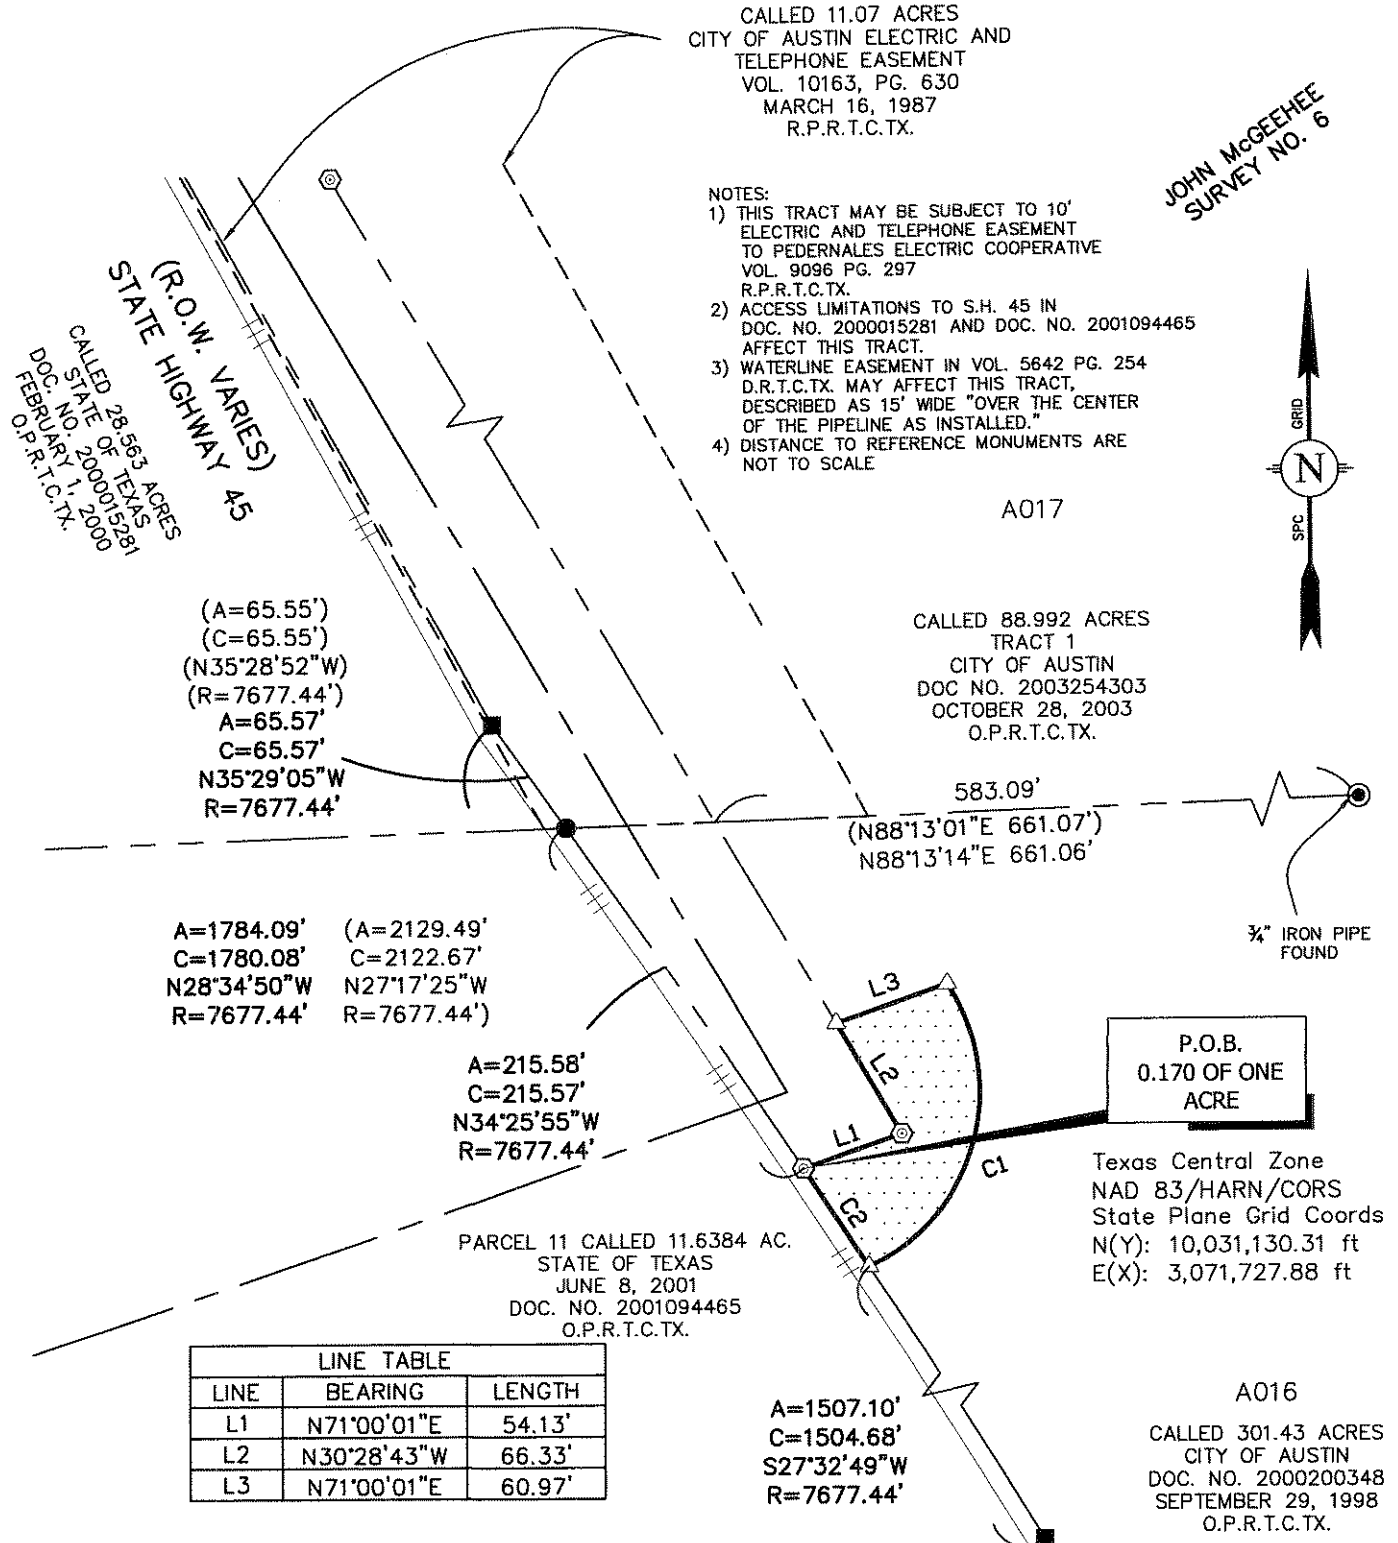 CALLED 11.07 ACRES
CITY OF AUSTIN ELECTRIC AND
TELEPHONE EASEMENT
VOL. 10163, PG. 630
MARCH 16, 1987
R.P.R.T.C.TX.
JOHN McGEEHEE
SURVEY NO. 6
NOTES:
1) THIS TRACT MAY BE SUBJECT TO 10'
ELECTRIC AND TELEPHONE EASEMENT
TO PEDERNALES ELECTRIC COOPERATIVE
VOL. 9096 PG. 297
R.P.R.T.C.TX.
2) ACCESS LIMITATIONS TO S.H. 45 IN
DOC. NO. 2000015281 AND DOC. NO. 2001094465
AFFECT THIS TRACT.
3) WATERLINE EASEMENT IN VOL. 5642 PG. 254
D.R.T.C.TX. MAY AFFECT THIS TRACT,
DESCRIBED AS 15' WIDE "OVER THE CENTER
OF THE PIPELINE AS INSTALLED."
4) DISTANCE TO REFERENCE MONUMENTS ARE
NOT TO SCALE
(R.O.W. VARIES)
STATE HIGHWAY 45
CALLED 28.563 ACRES
STATE OF TEXAS
DOC. NO. 2000015281
FEBRUARY 1, 2000
O.P.R.T.C.TX.
GRID
N
SPC
A017
(A=65.55')
(C=65.55')
(N35°28'52"W)
(R=7677.44')
A=65.57'
C=65.57'
N35°29'05"W
R=7677.44'
CALLED 88.992 ACRES
TRACT 1
CITY OF AUSTIN
DOC NO. 2003254303
OCTOBER 28, 2003
O.P.R.T.C.TX.
583.09'
(N88°13'01"E 661.07')
N88°13'14"E 661.06'
¾" IRON PIPE
FOUND
A=1784.09' (A=2129.49'
C=1780.08' C=2122.67'
N28°34'50"W N27°17'25"W
R=7677.44' R=7677.44')
A=215.58'
C=215.57'
N34°25'55"W
R=7677.44'
L3
L2
L1
C1
C2
P.O.B.
0.170 OF ONE
ACRE
Texas Central Zone
NAD 83/HARN/CORS
State Plane Grid Coords
N(Y): 10,031,130.31 ft
E(X): 3,071,727.88 ft
PARCEL 11 CALLED 11.6384 AC.
STATE OF TEXAS
JUNE 8, 2001
DOC. NO. 2001094465
O.P.R.T.C.TX.
LINE TABLE
LINE BEARING LENGTH
L1 N71°00'01"E 54.13'
L2 N30°28'43"W 66.33'
L3 N71°00'01"E 60.97'
A=1507.10'
C=1504.68'
S27°32'49"W
R=7677.44'
A016
CALLED 301.43 ACRES
CITY OF AUSTIN
DOC. NO. 2000200348
SEPTEMBER 29, 1998
O.P.R.T.C.TX.